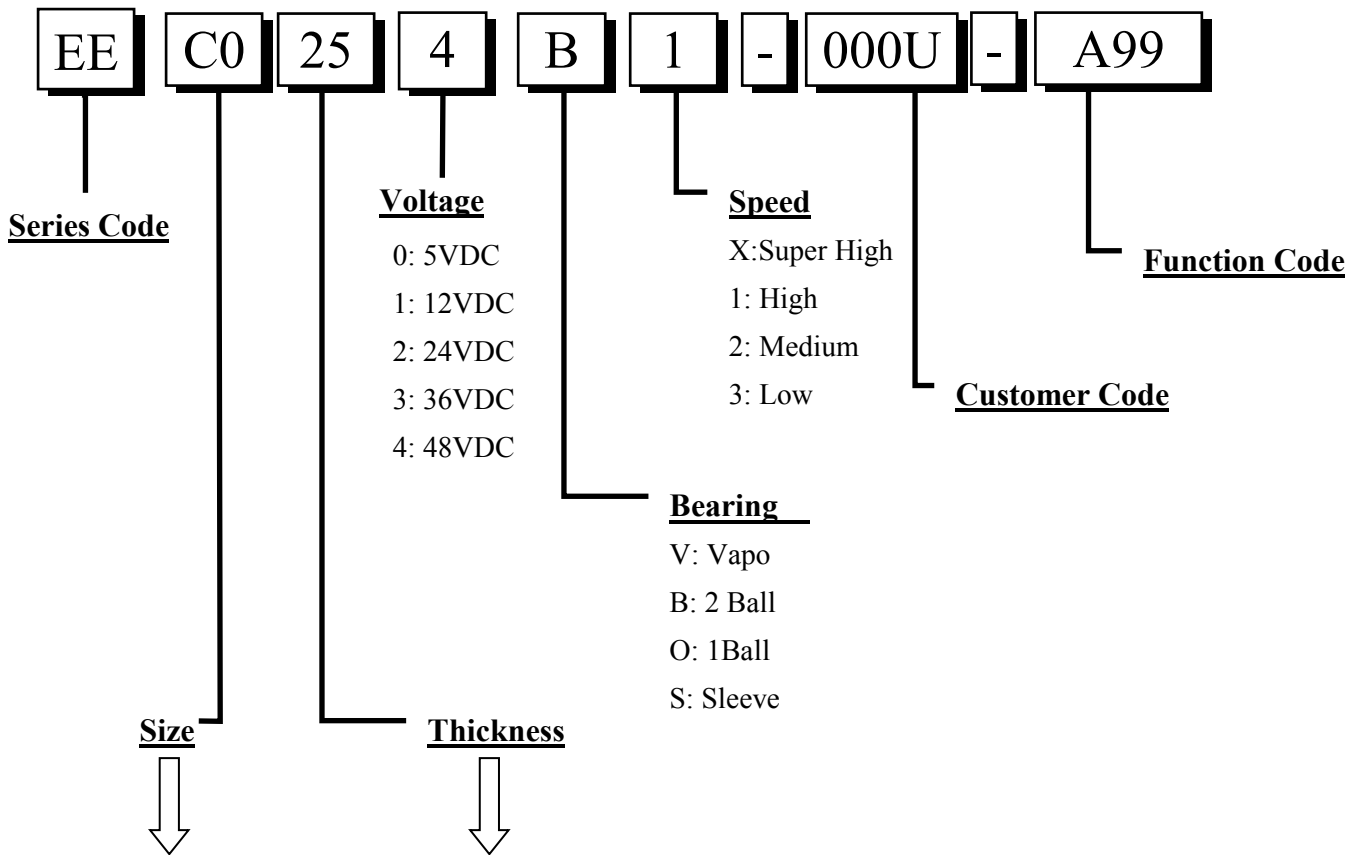 EE C0 25 4 B 1 - 000U - A99
Series Code
Voltage
0: 5VDC
1: 12VDC
2: 24VDC
3: 36VDC
4: 48VDC
Speed
X:Super High
1: High
2: Medium
3: Low
Function Code
Customer Code
Bearing
V: Vapo
B: 2 Ball
O: 1Ball
S: Sleeve
Size
Thickness